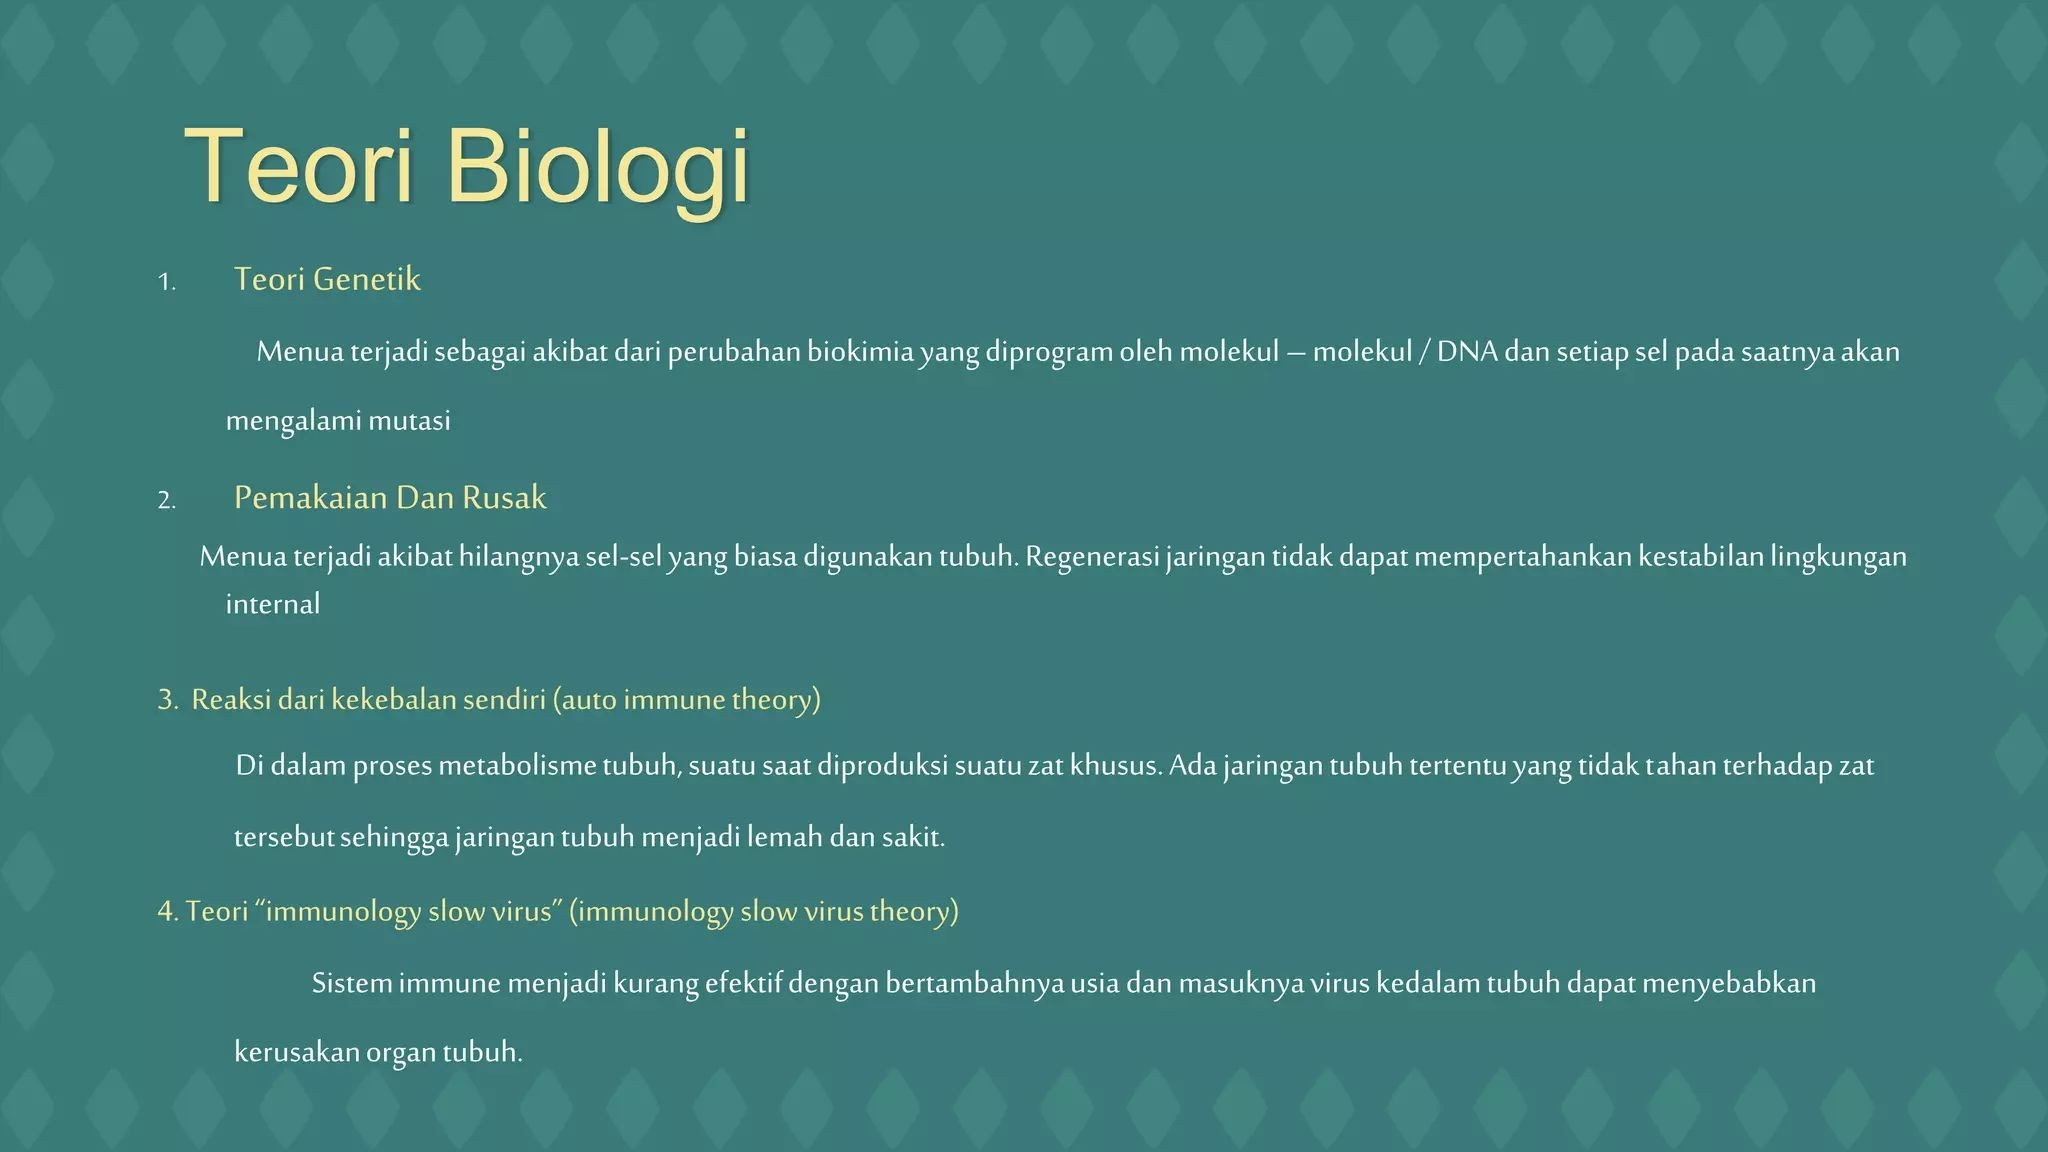 Teori Biologi
1. Teori Genetik
Menua terjadi sebagai akibat dari perubahan biokimia yang diprogram oleh molekul – molekul / DNA dan setiap sel pada saatnya akan
mengalami mutasi
2. Pemakaian Dan Rusak
Menua terjadi akibat hilangnya sel-sel yang biasa digunakan tubuh. Regenerasi jaringan tidak dapat mempertahankan kestabilan lingkungan
internal
3. Reaksi dari kekebalan sendiri (auto immune theory)
Di dalam proses metabolisme tubuh, suatu saat diproduksi suatu zat khusus. Ada jaringan tubuh tertentu yang tidak tahan terhadap zat
tersebut sehingga jaringan tubuh menjadi lemah dan sakit.
4. Teori “immunology slow virus” (immunology slow virus theory)
Sistem immune menjadi kurang efektif dengan bertambahnya usia dan masuknya virus kedalam tubuh dapat menyebabkan
kerusakan organ tubuh.